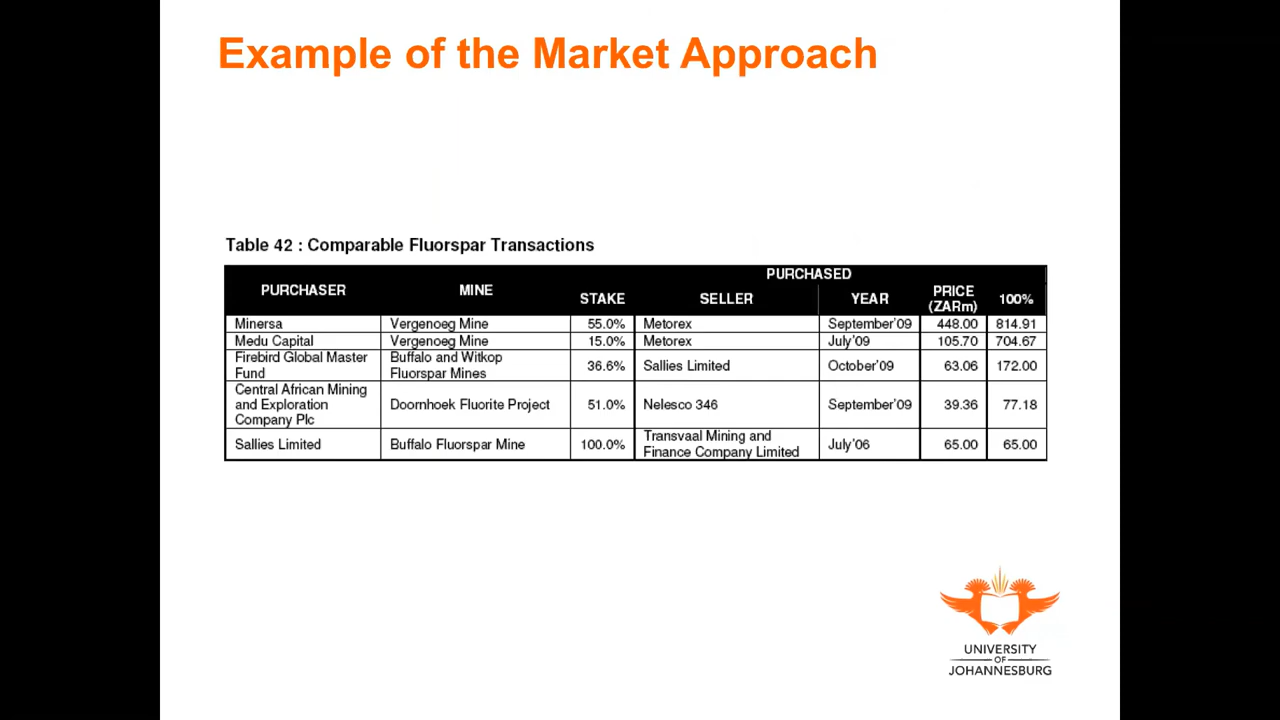 Example of the Market Approach
Table 42 : Comparable Fluorspar Transactions
PURCHASED
PURCHASER MINE STAKE SELLER YEAR PRICE (ZARm) 100%
Minersa Vergenoeg Mine 55.0% Metorex September'09 448.00 814.91
Medu Capital Vergenoeg Mine 15.0% Metorex July'09 105.70 704.67
Firebird Global Master Fund Buffalo and Witkop Fluorspar Mines 36.6% Sallies Limited October'09 63.06 172.00
Central African Mining and Exploration Company Plc Doornhoek Fluorite Project 51.0% Nelesco 346 September'09 39.36 77.18
Sallies Limited Buffalo Fluorspar Mine 100.0% Transvaal Mining and Finance Company Limited July'06 65.00 65.00
UNIVERSITY
OF
JOHANNESBURG